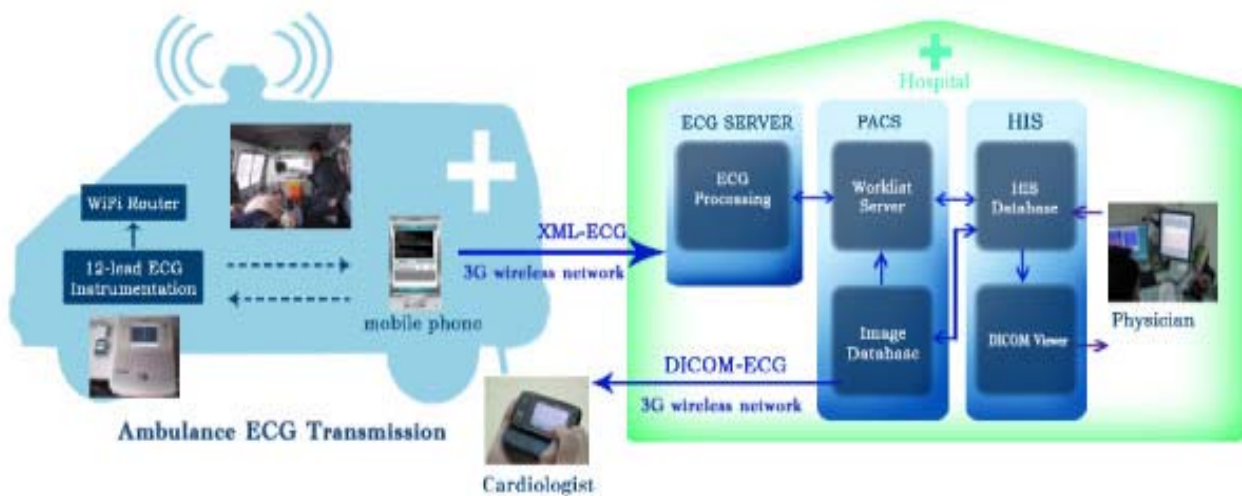 Hospital
ECG SERVER
PACS
HIS
ECG
Processing
Worklist
Server
HIS
Database
WiFi Router
12-lead ECG
Instrumentation
XML-ECG
3G wireless network
mobile phone
Image
Database
DICOM Viewer
Physician
DICOM-ECG
3G wireless network
Ambulance ECG Transmission
Cardiologist